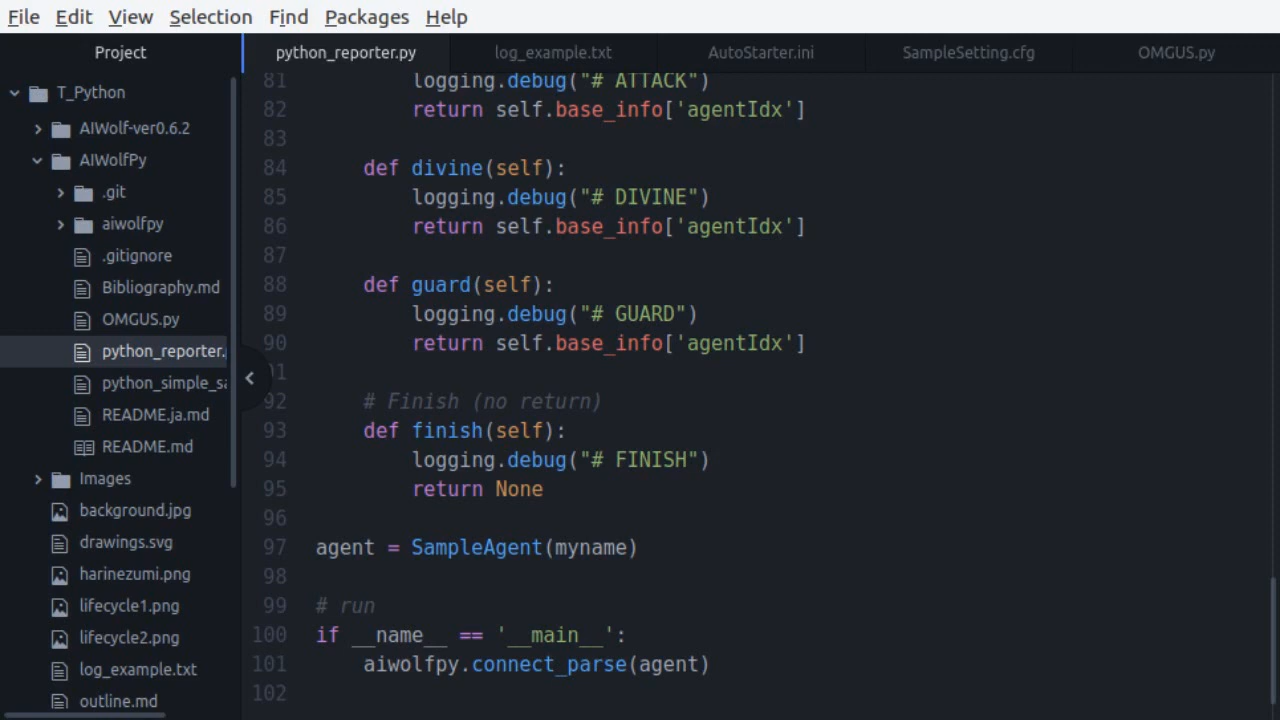 File Edit View Selection Find Packages Help
Project
T_Python
AIWolf-ver0.6.2
AIWolfPy
.git
aiwolfpy
.gitignore
Bibliography.md
OMGUS.py
python_reporter.
python_simple_sa
README.ja.md
README.md
Images
background.jpg
drawings.svg
harinezumi.png
lifecycle1.png
lifecycle2.png
log_example.txt
outline.md
python_reporter.py log_example.txt AutoStarter.ini SampleSetting.cfg OMGUS.py
81         logging.debug("# ATTACK")
82         return self.base_info['agentIdx']
83
84     def divine(self):
85         logging.debug("# DIVINE")
86         return self.base_info['agentIdx']
87
88     def guard(self):
89         logging.debug("# GUARD")
90         return self.base_info['agentIdx']
91
92     # Finish (no return)
93     def finish(self):
94         logging.debug("# FINISH")
95         return None
96
97 agent = SampleAgent(myname)
98
99 # run
100 if __name__ == '__main__':
101     aiwolfpy.connect_parse(agent)
102